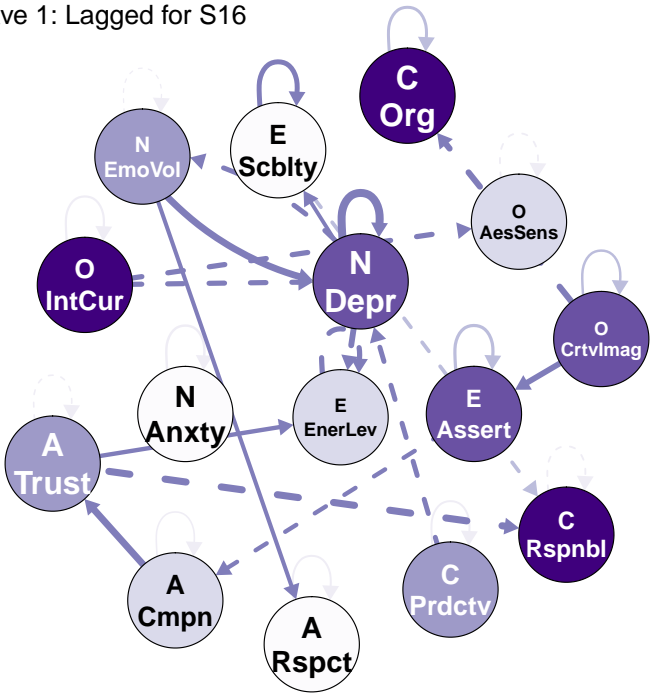 ve 1: Lagged for S16
C
Org
E
Scblty
N
EmoVol
O
AesSens
N
Depr
O
IntCur
O
CrtvImag
N
Anxty
E
EnerLev
E
Assert
A
Trust
C
Rspnbl
C
Prdctv
A
Cmpn
A
Rspct